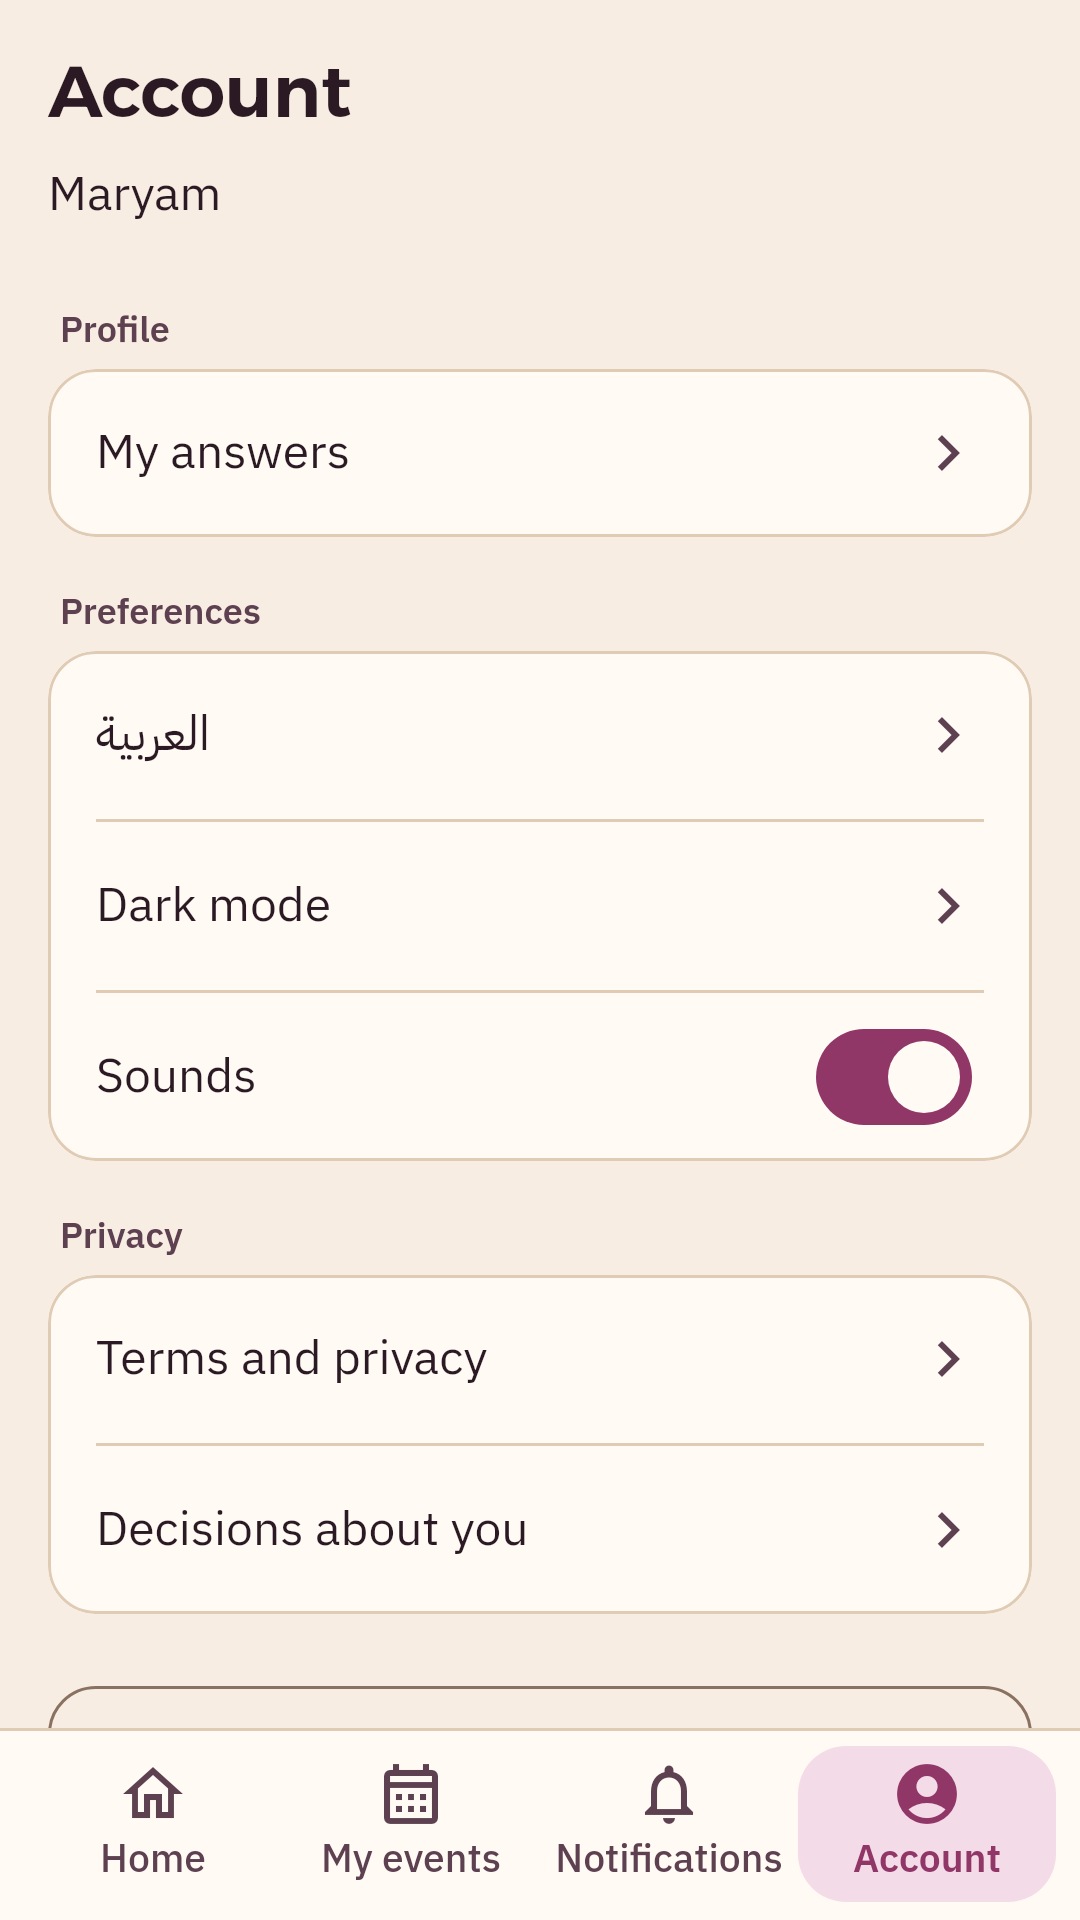 Account
Maryam
Profile
My answers
Preferences
العربية
Dark mode
Sounds
Privacy
Terms and privacy
Decisions about you
Home
My events
Notifications
Account